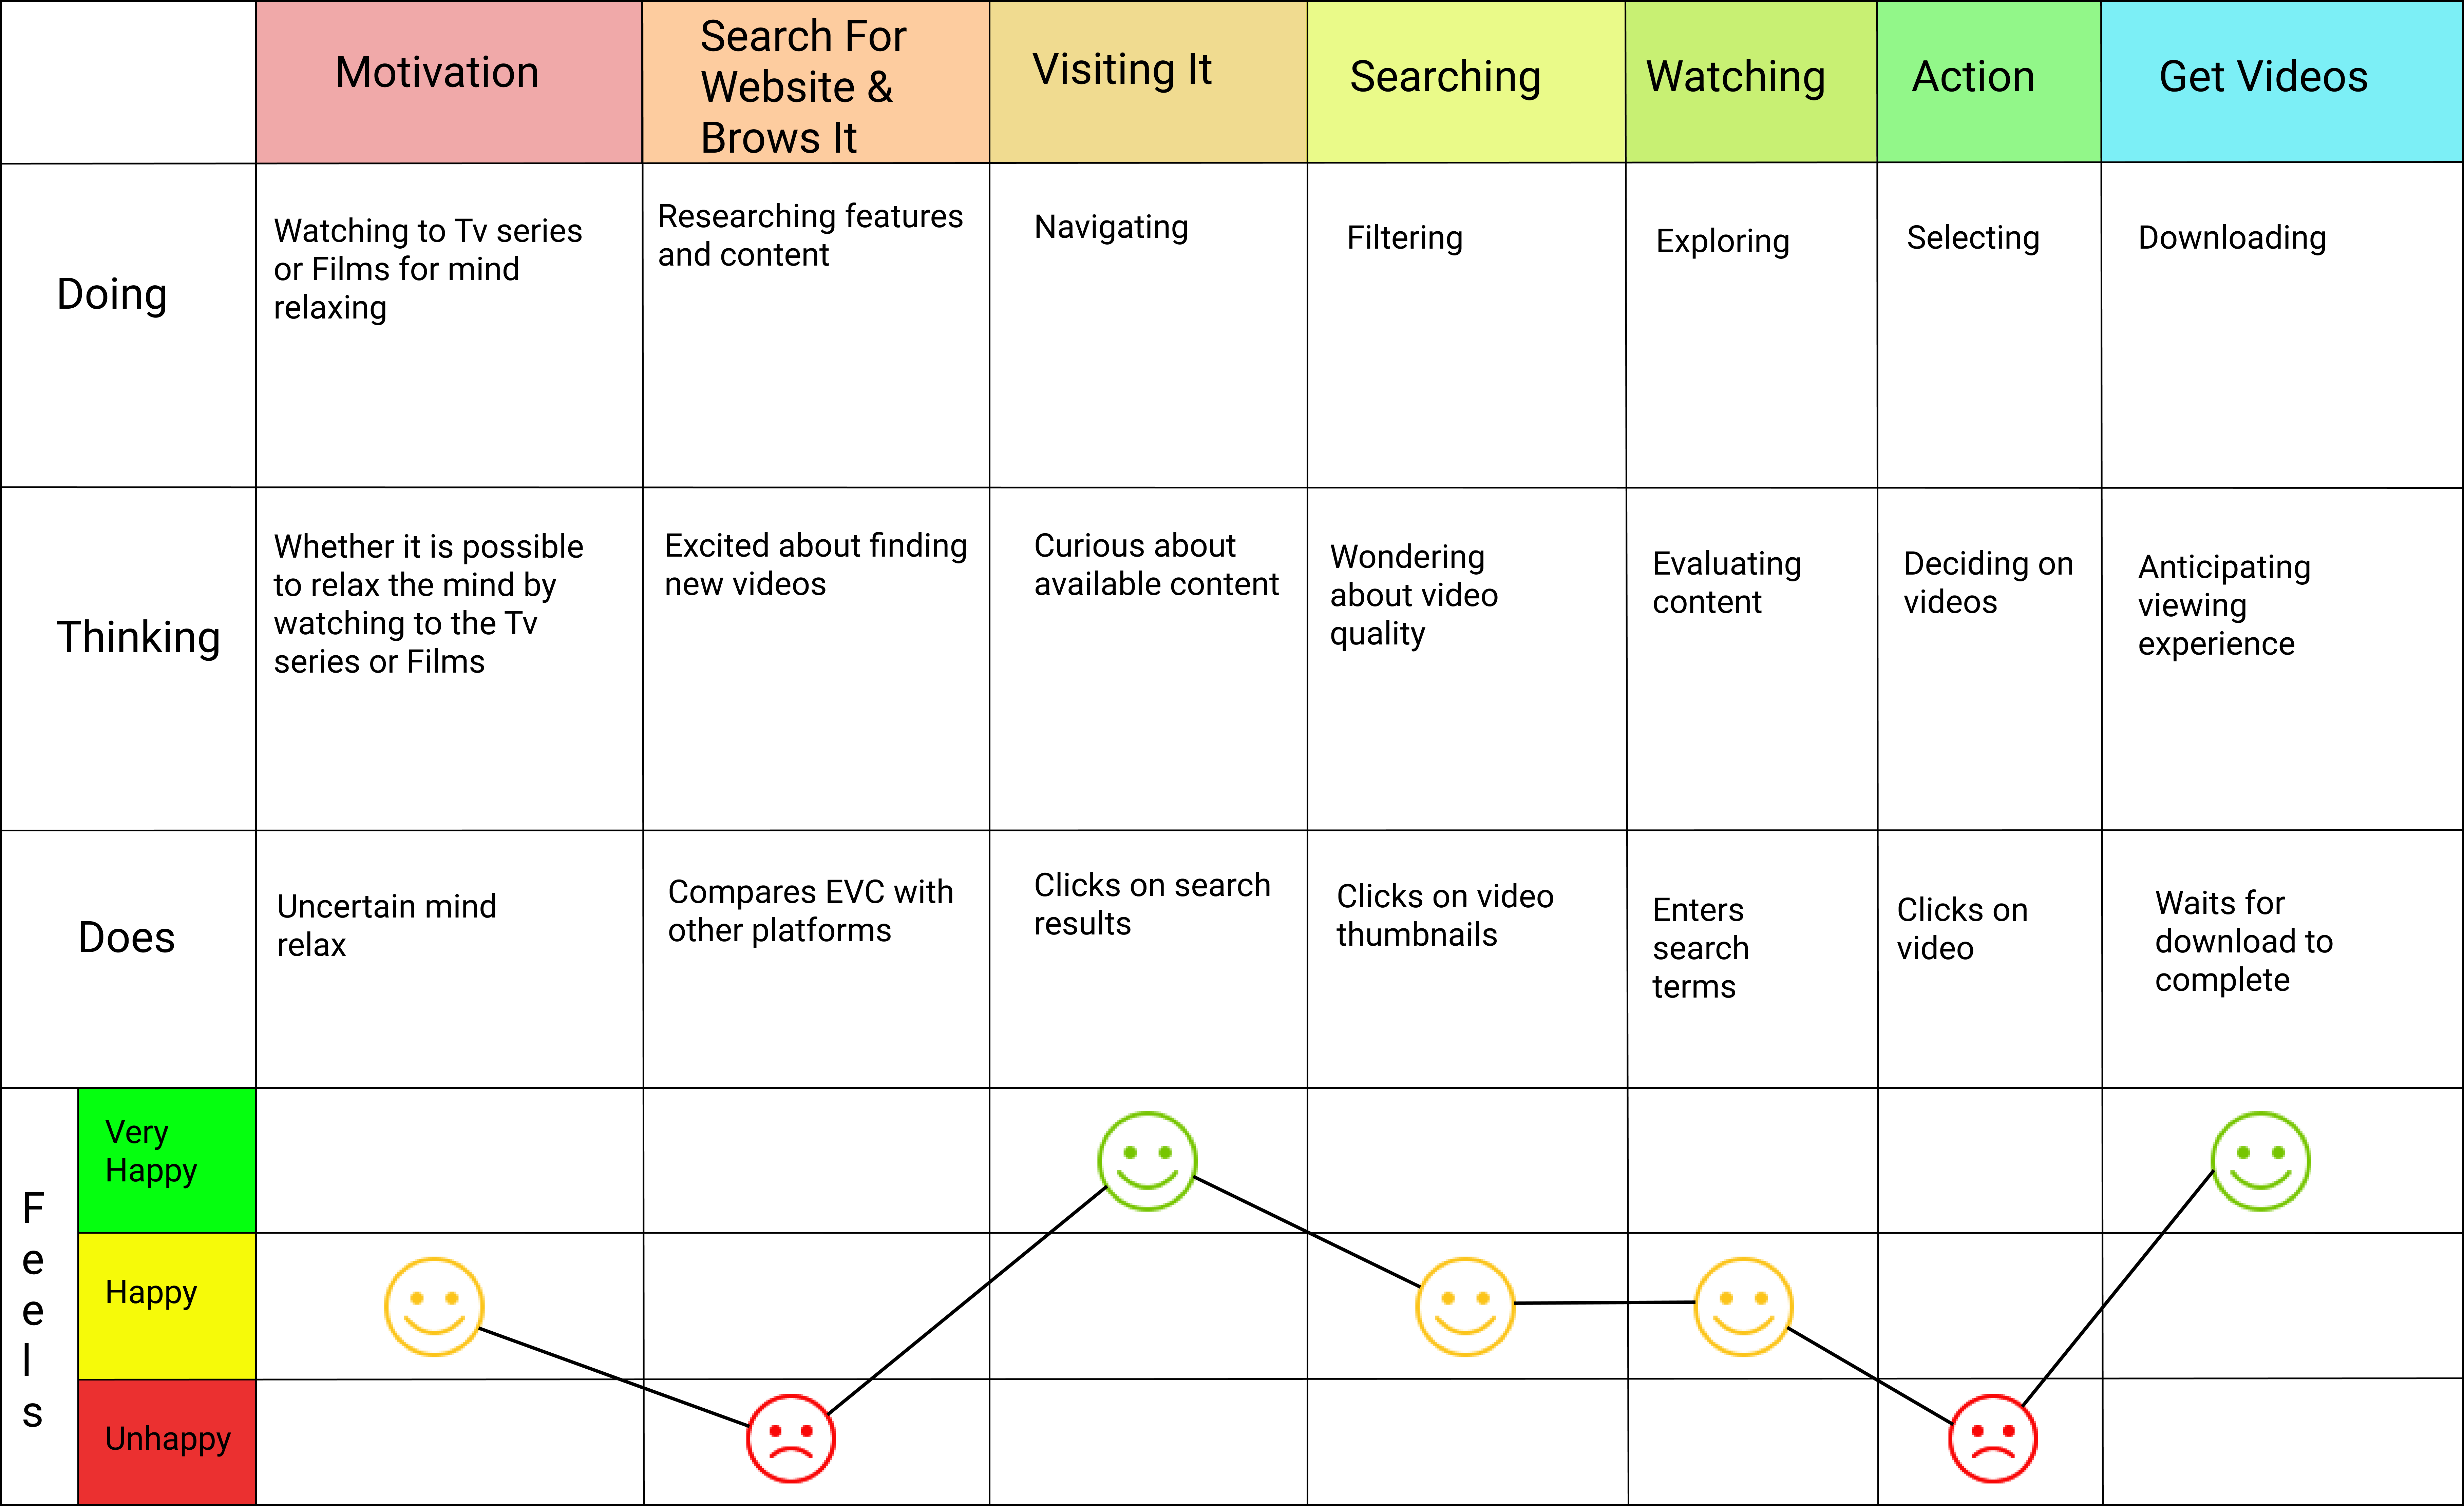 Motivation
Search For
Website &
Brows It
Visiting It
Searching
Watching
Action
Get Videos
Doing
Watching to Tv series
or Films for mind
relaxing
Researching features
and content
Navigating
Filtering
Exploring
Selecting
Downloading
Thinking
Whether it is possible
to relax the mind by
watching to the Tv
series or Films
Excited about finding
new videos
Curious about
available content
Wondering
about video
quality
Evaluating
content
Deciding on
videos
Anticipating
viewing
experience
Does
Uncertain mind
relax
Compares EVC with
other platforms
Clicks on search
results
Clicks on video
thumbnails
Enters
search
terms
Clicks on
video
Waits for
download to
complete
Feels
Very
Happy
Happy
Unhappy